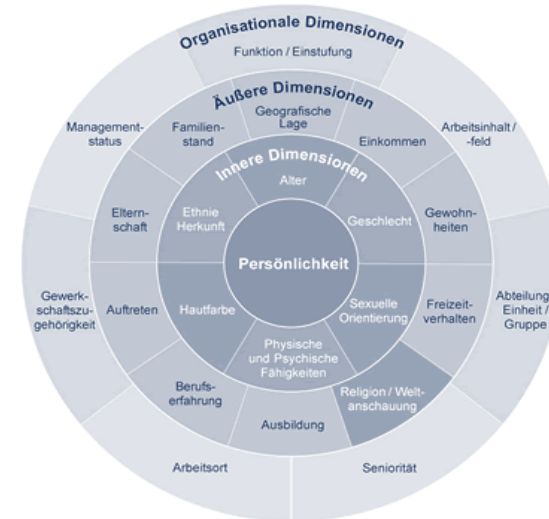 Organisationale Dimensionen
Funktion / Einstufung
Management-
status
Arbeitsinhalt /
-feld
Gewerk-
schaftszu-
gehörigkeit
Abteilung
Einheit /
Gruppe
Arbeitsort
Seniorität
Äußere Dimensionen
Geografische
Lage
Familien-
stand
Einkommen
Eltern-
schaft
Gewohn-
heiten
Auftreten
Freizeit-
verhalten
Berufs-
erfahrung
Ausbildung
Religion / Welt-
anschauung
Innere Dimensionen
Alter
Ethnie
Herkunft
Geschlecht
Hautfarbe
Sexuelle
Orientierung
Physische
und Psychische
Fähigkeiten
Persönlichkeit